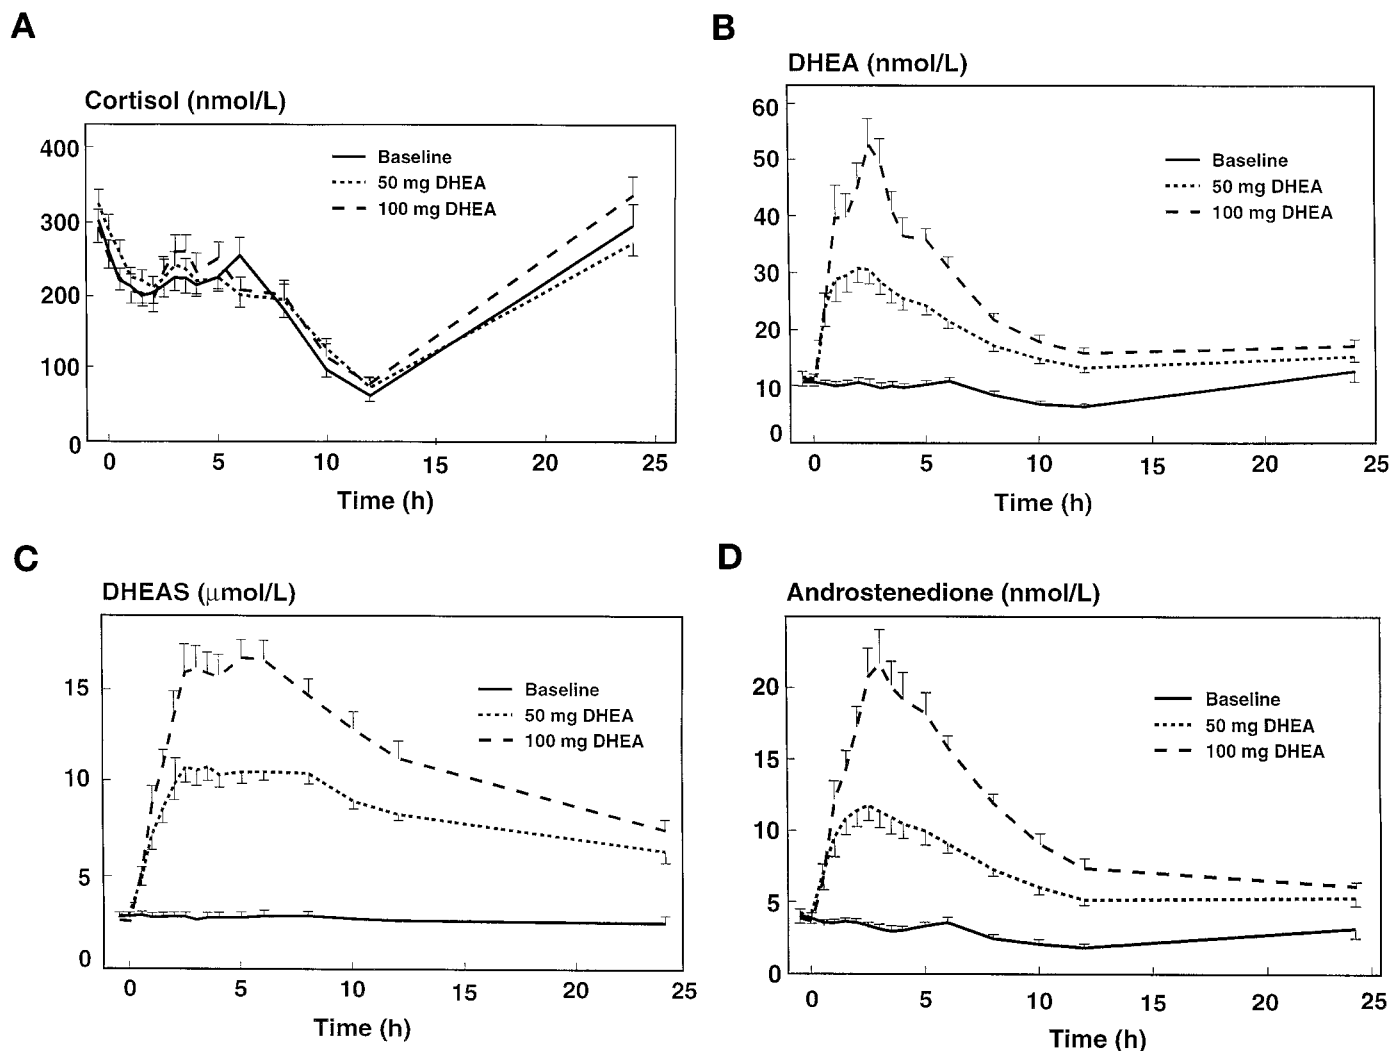 A
Cortisol (nmol/L)
400
300
200
100
0
Baseline
50 mg DHEA
100 mg DHEA
0 5 10 15 20 25
Time (h)
B
DHEA (nmol/L)
60
50
40
30
20
10
0
Baseline
50 mg DHEA
100 mg DHEA
0 5 10 15 20 25
Time (h)
C
DHEAS (μmol/L)
15
10
5
0
Baseline
50 mg DHEA
100 mg DHEA
0 5 10 15 20 25
Time (h)
D
Androstenedione (nmol/L)
20
15
10
5
0
Baseline
50 mg DHEA
100 mg DHEA
0 5 10 15 20 25
Time (h)